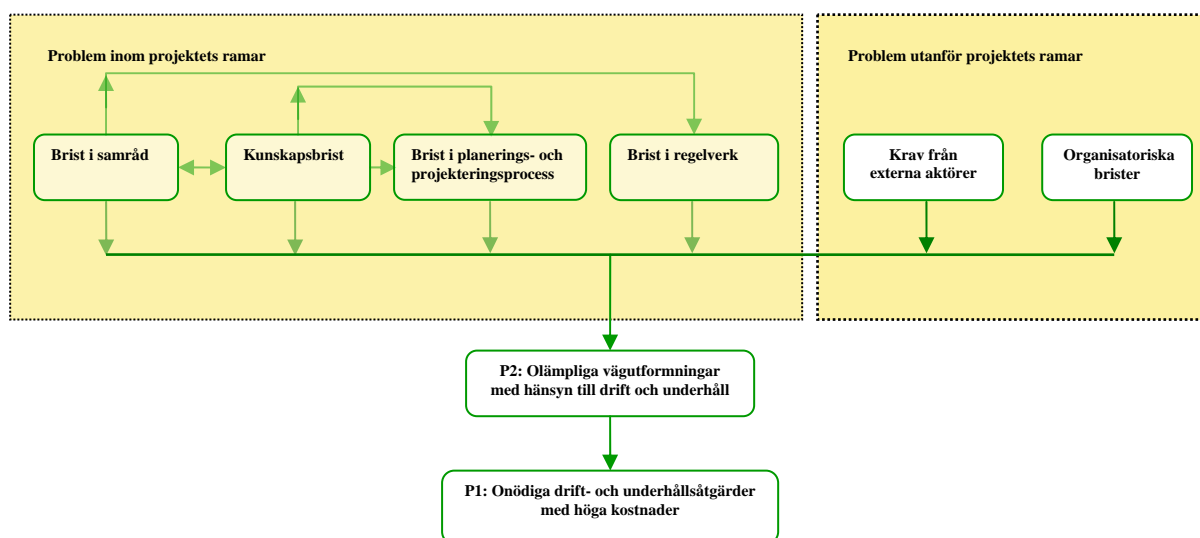 Problem inom projektets ramar
Problem utanför projektets ramar
Brist i samråd
Kunskapsbrist
Brist i planerings- och
projekteringsprocess
Brist i regelverk
Krav från
externa aktörer
Organisatoriska
brister
P2: Olämpliga vägutformningar
med hänsyn till drift och underhåll
P1: Onödiga drift- och underhållsåtgärder
med höga kostnader